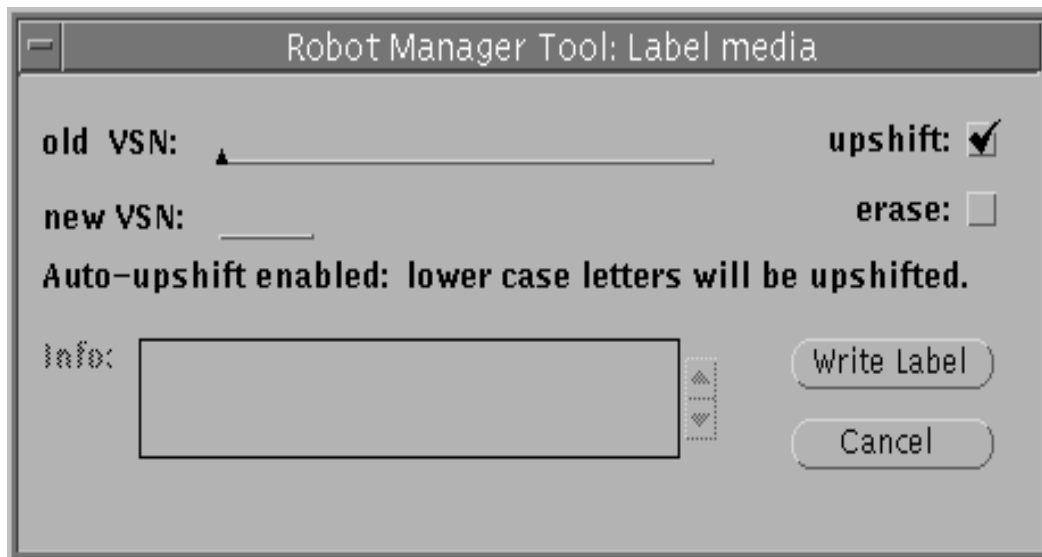 Robot Manager Tool: Label media
old VSN:
upshift:
new VSN:
erase:
Auto-upshift enabled: lower case letters will be upshifted.
Info:
Write Label
Cancel